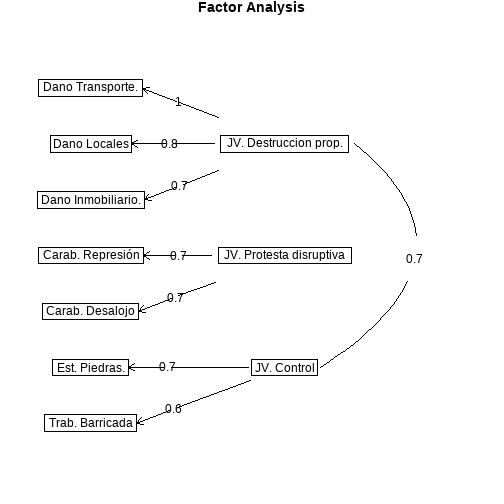 Factor Analysis
Dano Transporte.
1
Dano Locales
0.8
JV. Destruccion prop.
0.7
Dano Inmobiliario.
Carab. Represión
0.7
JV. Protesta disruptiva
0.7
0.7
Carab. Desalojo
Est. Piedras.
0.7
JV. Control
0.6
Trab. Barricada